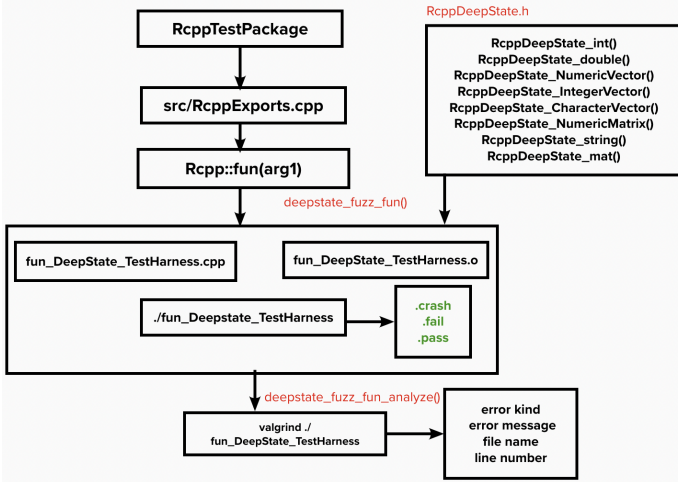 RcppTestPackage
src/RcppExports.cpp
Rcpp::fun(arg1)
RcppDeepState.h
RcppDeepState_int()
RcppDeepState_double()
RcppDeepState_NumericVector()
RcppDeepState_IntegerVector()
RcppDeepState_CharacterVector()
RcppDeepState_NumericMatrix()
RcppDeepState_string()
RcppDeepState_mat()
deepstate_fuzz_fun()
fun_DeepState_TestHarness.cpp
fun_DeepState_TestHarness.o
./fun_Deepstate_TestHarness
.crash
.fail
.pass
deepstate_fuzz_fun_analyze()
valgrind ./
fun_DeepState_TestHarness
error kind
error message
file name
line number